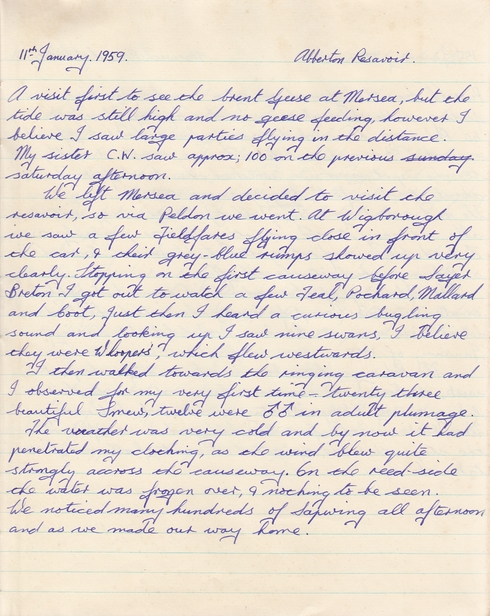 11th January. 1959. Abberton Resavoir.
A visit first to see the brent geese at Mersea, but the
tide was still high and no geese feeding, however I
believe I saw large parties flying in the distance.
My sister C.W. saw approx; 100 on the previous sunday
saturday afternoon.
We left Mersea and decided to visit the
resavoir, so via Peldon we went. At Wigborough
we saw a few Fieldfares flying close in front of
the car, & their grey-blue rumps showed up very
clearly. Stopping on the first causeway before Layer
Breton I got out to watch a few Teal, Pochard, Mallard
and Coot, just then I heard a curious bugling
sound and looking up I saw nine swans, I believe
they were 'Whoopers', which flew westwards.
I then walked towards the ringing caravan and
I observed for my very first time - twenty three
beautiful Smew, twelve were ♂♂ in adult plumage.
The weather was very cold and by now it had
penetrated my clothing, as the wind blew quite
strongly accross the causeway. On the reed-side
the water was frozen over, & nothing to be seen.
We noticed many hundreds of Lapwing all afternoon
and as we made our way home.